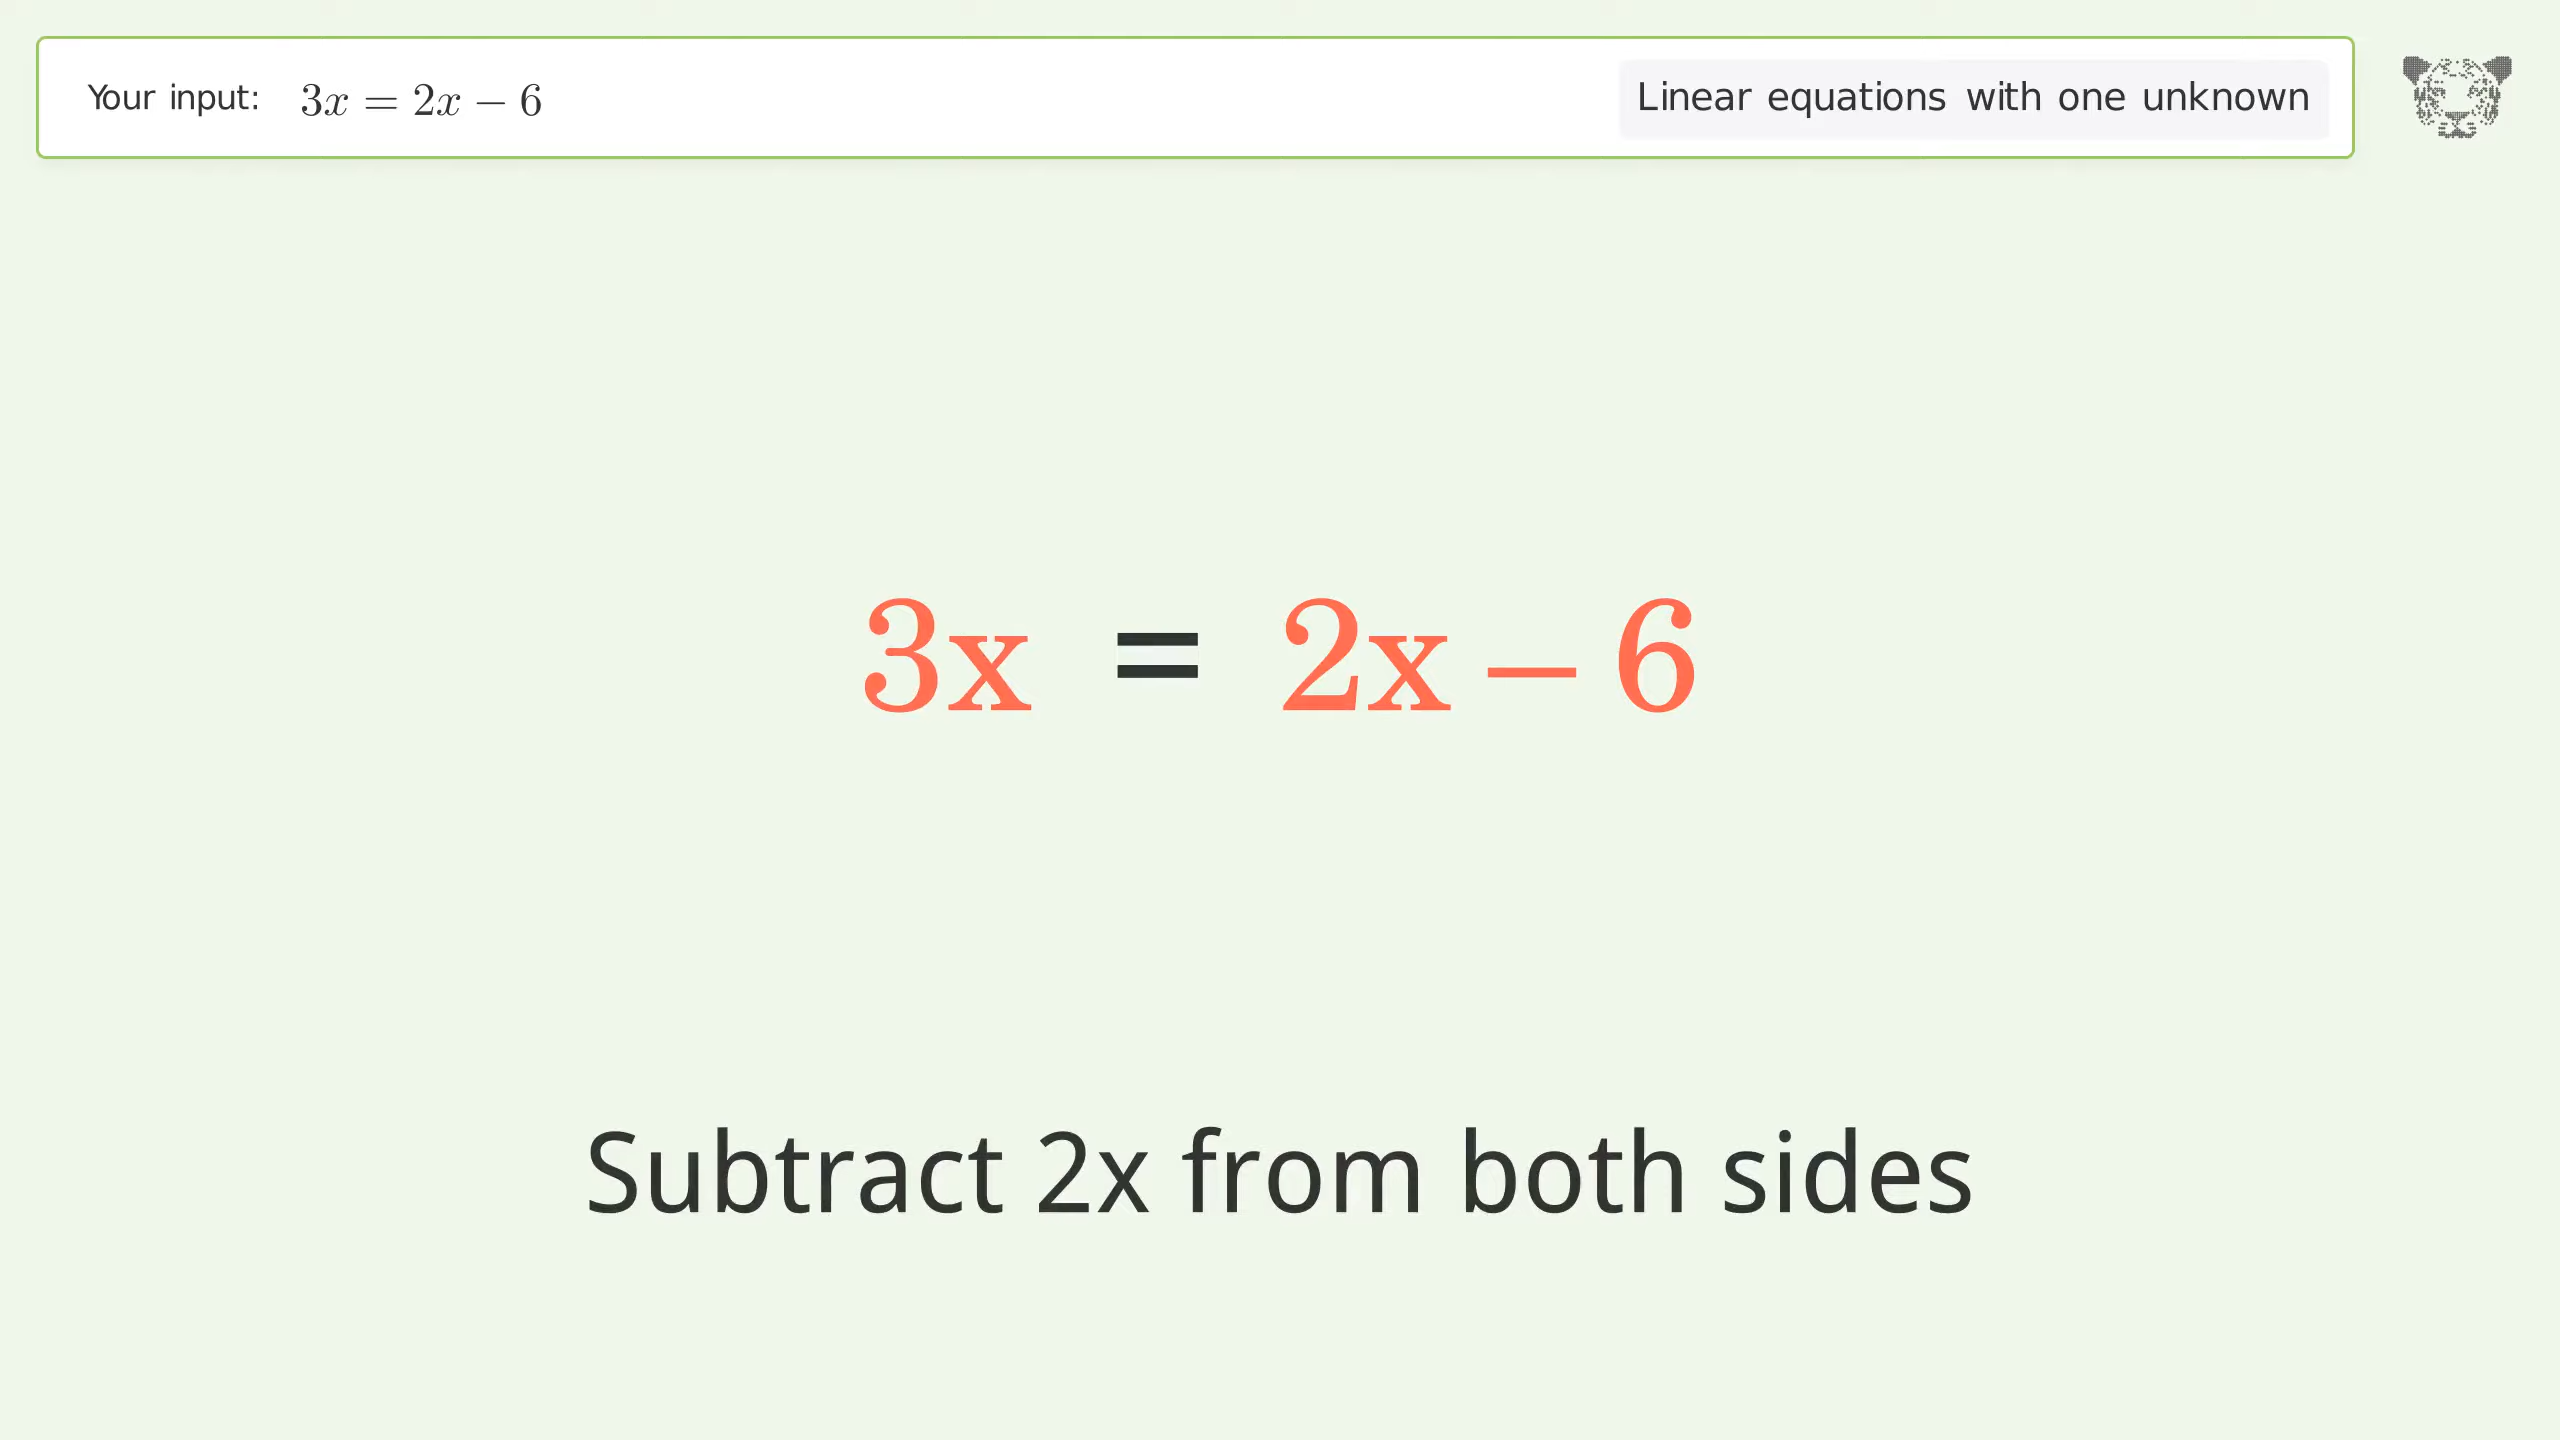 Your input: 3x = 2x − 6
Linear equations with one unknown
3x = 2x − 6
Subtract 2x from both sides